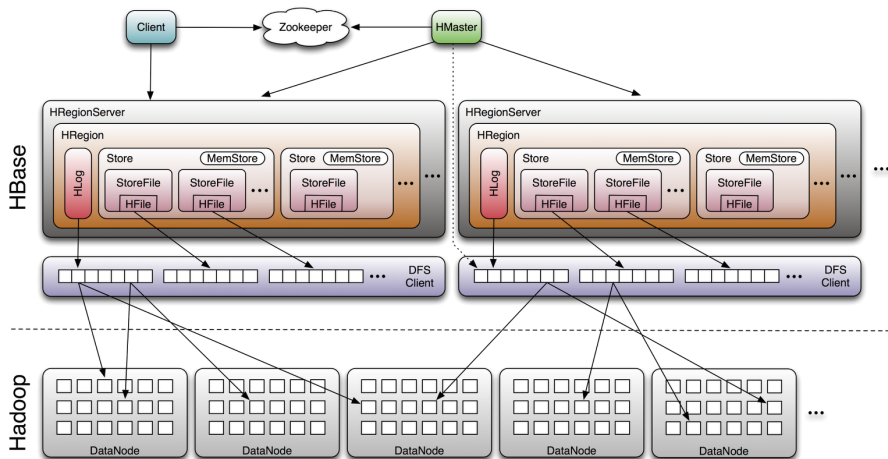 Client
Zookeeper
HMaster
HBase
HRegionServer
HRegion
HLog
Store
MemStore
StoreFile
HFile
StoreFile
HFile
...
Store
MemStore
StoreFile
HFile
...
...
HRegionServer
HRegion
HLog
Store
MemStore
StoreFile
HFile
StoreFile
HFile
...
Store
MemStore
StoreFile
HFile
...
...
...
...
DFS
Client
...
DFS
Client
Hadoop
DataNode
DataNode
DataNode
DataNode
DataNode
...